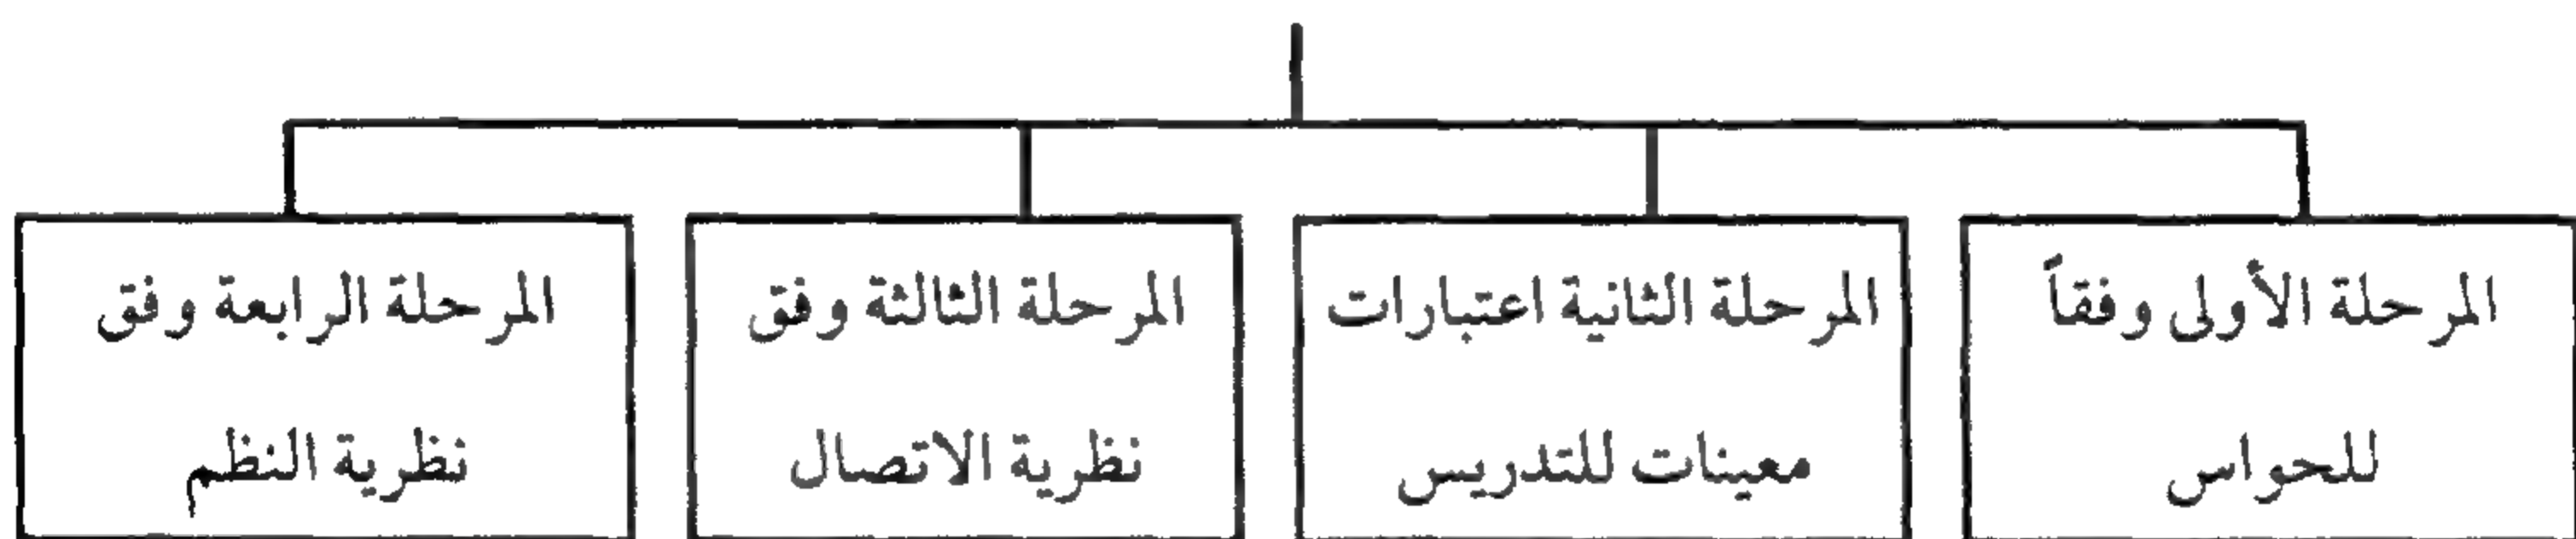 المرحلة الأولى وفقاً
للحواس
المرحلة الثانية اعتبارات
معينات للتدريس
المرحلة الثالثة وفق
نظرية الاتصال
المرحلة الرابعة وفق
نظرية النظم